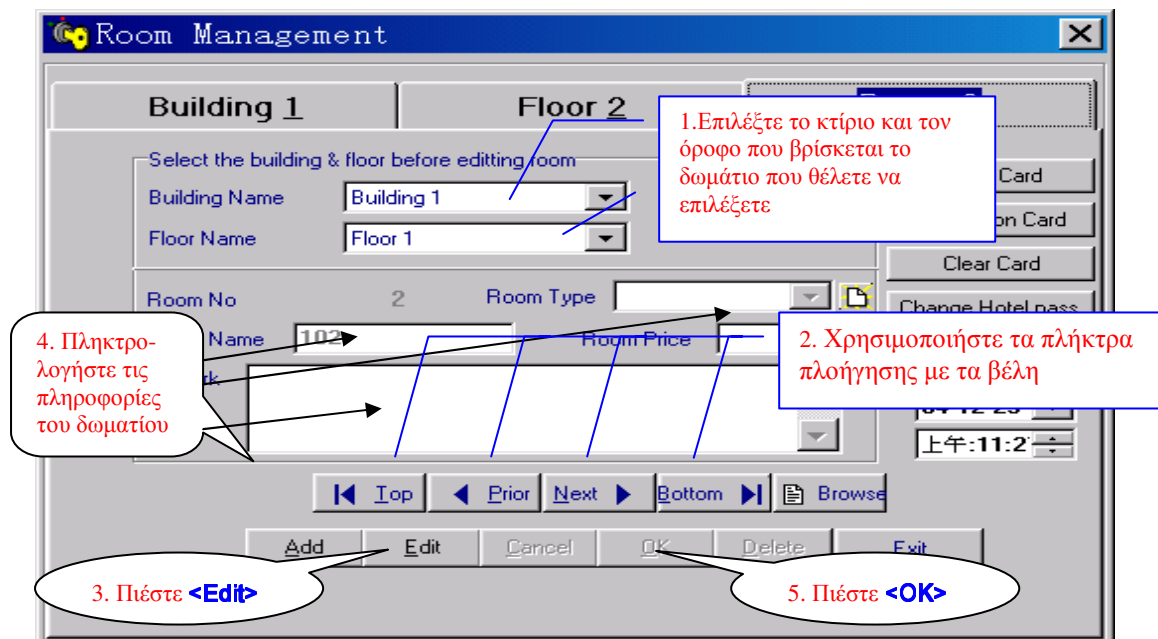 Room Management
Building 1
Floor 2
1.Επιλέξτε το κτίριο και τον
όροφο που βρίσκεται το
δωμάτιο που θέλετε να
επιλέξετε
Select the building & floor before editting room
Building Name
Building 1
Card
Floor Name
Floor 1
on Card
Clear Card
Room No
2
Room Type
Change Hotel pass
Name
102
Room Price
2. Χρησιμοποιήστε τα πλήκτρα
πλοήγησης με τα βέλη
4. Πληκτρο-
λογήστε τις
πληροφορίες
του δωματίου
上午:11:2
Top
Prior
Next
Bottom
Browse
Add
Edit
Cancel
OK
Delete
Exit
3. Πιέστε <Edit>
5. Πιέστε <OK>